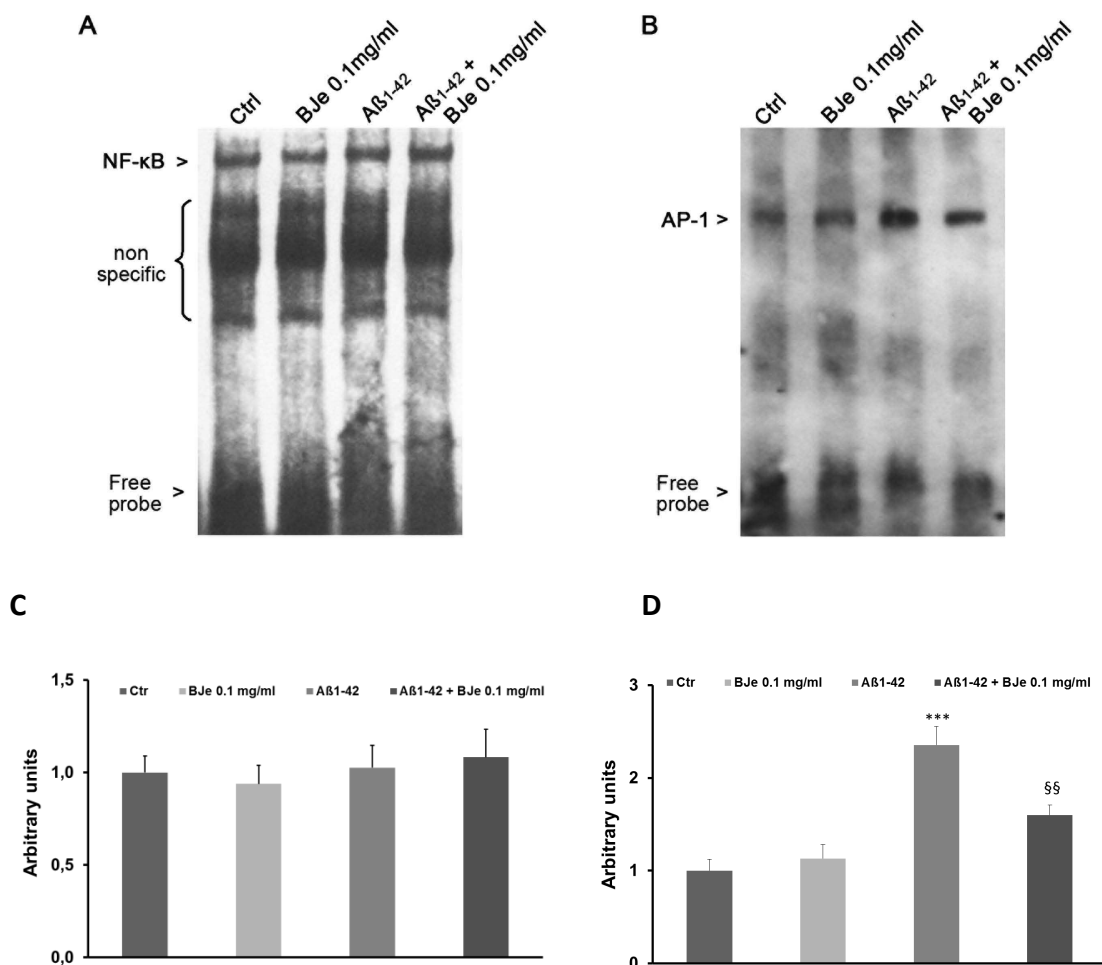 A
Ctrl
BJe 0.1mg/ml
Aß1-42
Aß1-42 +
BJe 0.1mg/ml
NF-κB >
non
specific
Free
probe >
B
Ctrl
BJe 0.1mg/ml
Aß1-42
Aß1-42 +
BJe 0.1mg/ml
AP-1 >
Free
probe >
C
1,5
1,0
0,5
0,0
Arbitrary units
Ctr BJe 0.1 mg/ml Aß1-42 Aß1-42 + BJe 0.1 mg/ml
D
3
2
1
0
Arbitrary units
Ctr BJe 0.1 mg/ml Aß1-42 Aß1-42 + BJe 0.1 mg/ml
***
§§